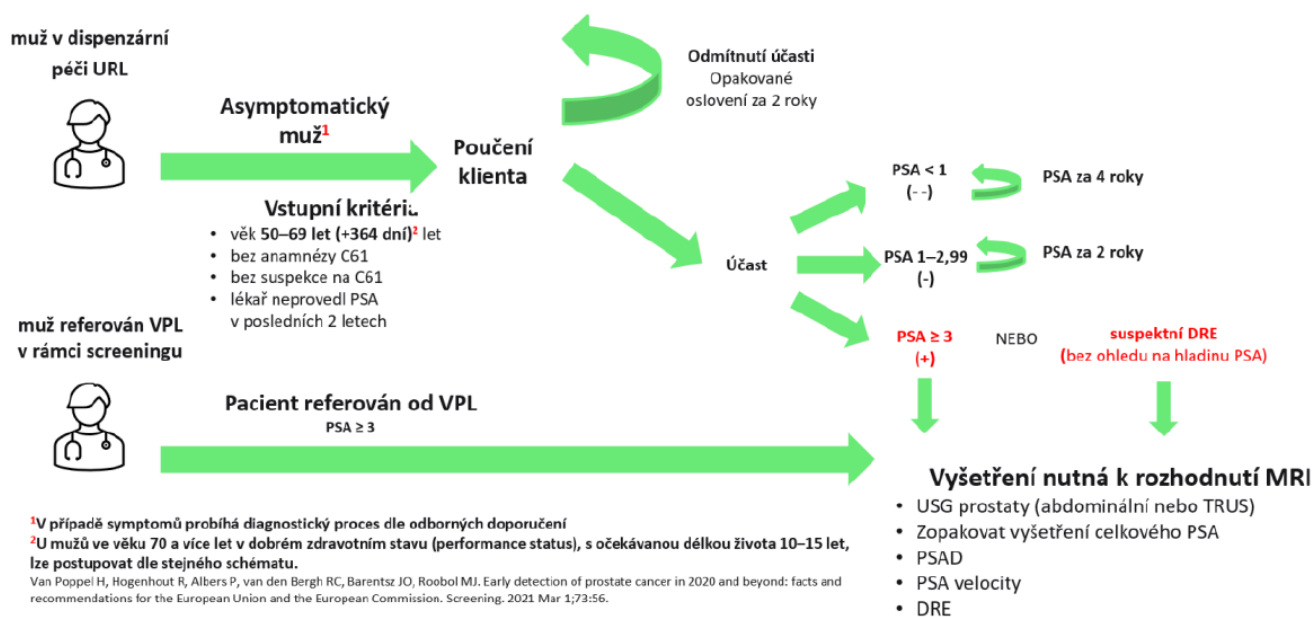 muž v dispenzární
péči URL
Asymptomatický
muž1
Vstupní kritéria
• věk 50–69 let (+364 dní)2 let
• bez anamnézy C61
• bez suspekce na C61
• lékař neprovedl PSA
v posledních 2 letech
Poučení
klienta
Odmítnutí účasti
Opakované
oslovení za 2 roky
Účast
PSA < 1
(- -)
PSA za 4 roky
PSA 1–2,99
(-)
PSA za 2 roky
PSA ≥ 3
(+)
NEBO
suspektní DRE
(bez ohledu na hladinu PSA)
muž referován VPL
v rámci screeningu
Pacient referován od VPL
PSA ≥ 3
Vyšetření nutná k rozhodnutí MRI
• USG prostaty (abdominální nebo TRUS)
• Zopakovat vyšetření celkového PSA
• PSAD
• PSA velocity
• DRE
1V případě symptomů probíhá diagnostický proces dle odborných doporučení
2U mužů ve věku 70 a více let v dobrém zdravotním stavu (performance status), s očekávanou délkou života 10–15 let,
lze postupovat dle stejného schématu.
Van Poppel H, Hogenhout R, Albers P, van den Bergh RC, Barentsz JO, Roobol MJ. Early detection of prostate cancer in 2020 and beyond: facts and
recommendations for the European Union and the European Commission. Screening. 2021 Mar 1;73:56.